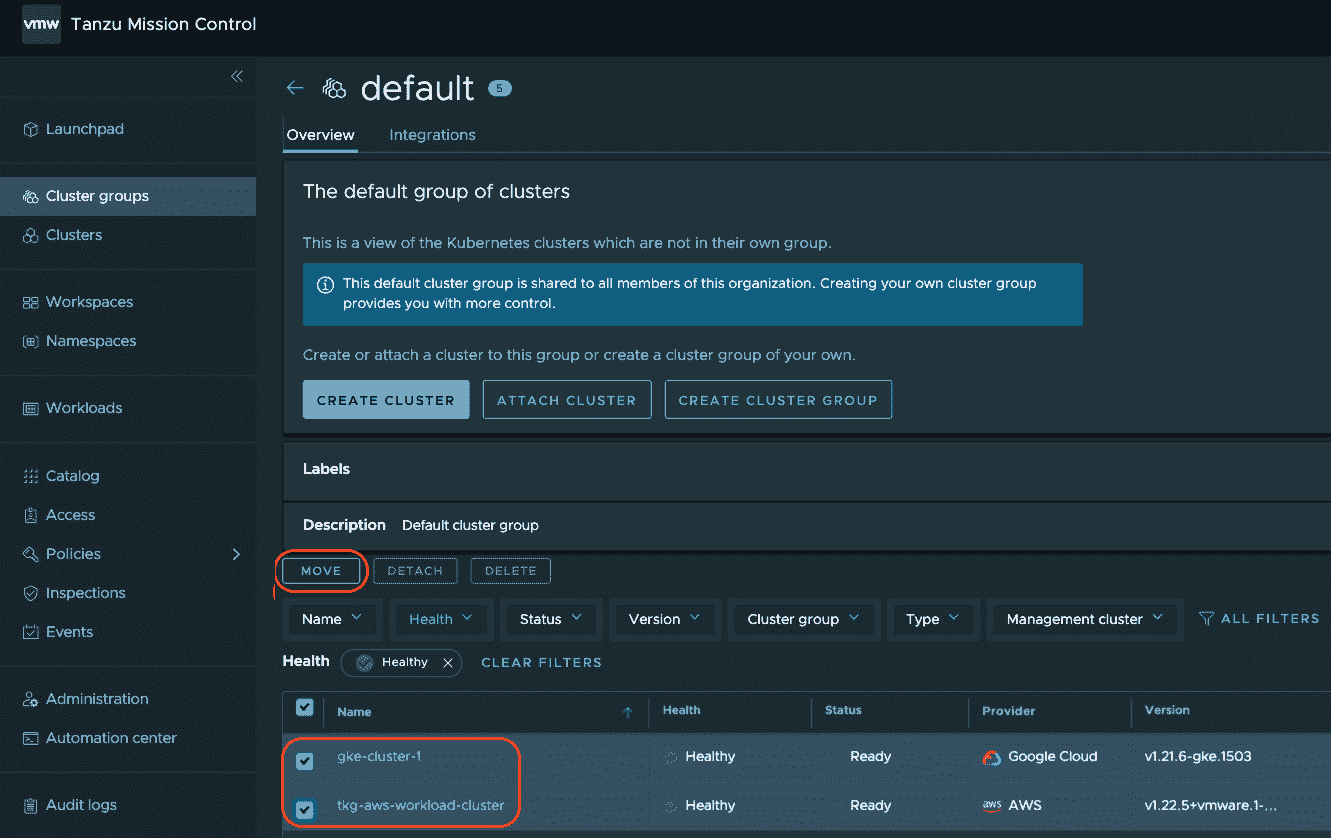 vmw Tanzu Mission Control
default 5
Overview Integrations
Launchpad
Cluster groups
Clusters
Workspaces
Namespaces
Workloads
Catalog
Access
Policies
Inspections
Events
Administration
Automation center
Audit logs
The default group of clusters
This is a view of the Kubernetes clusters which are not in their own group.
This default cluster group is shared to all members of this organization. Creating your own cluster group
provides you with more control.
Create or attach a cluster to this group or create a cluster group of your own.
CREATE CLUSTER ATTACH CLUSTER CREATE CLUSTER GROUP
Labels
Description Default cluster group
MOVE DETACH DELETE
Name Health Status Version Cluster group Type Management cluster ALL FILTERS
Health Healthy CLEAR FILTERS
Name Health Status Provider Version
gke-cluster-1 Healthy Ready Google Cloud v1.21.6-gke.1503
tkg-aws-workload-cluster Healthy Ready aws AWS v1.22.5+vmware.1-...